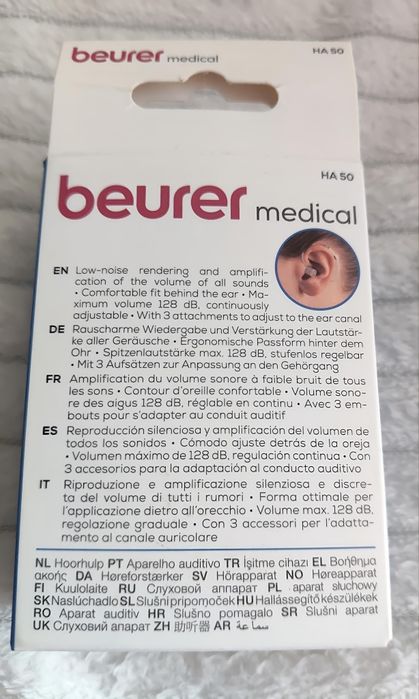 beurer medical HA 50
HA 50
beurer medical
EN Low-noise rendering and amplifi-
cation of the volume of all sounds
• Comfortable fit behind the ear • Ma-
ximum volume 128 dB, continuously
adjustable • With 3 attachments to adjust to the ear canal
DE Rauscharme Wiedergabe und Verstärkung der Lautstär-
ke aller Geräusche • Ergonomische Passform hinter dem
Ohr • Spitzenlautstärke max. 128 dB, stufenlos regelbar
• Mit 3 Aufsätzen zur Anpassung an den Gehörgang
FR Amplification du volume sonore à faible bruit de tous
les sons • Contour d'oreille confortable • Volume sono-
re des aigus 128 dB, réglable en continu • Avec 3 em-
bouts pour s'adapter au conduit auditif
ES Reproducción silenciosa y amplificación del volumen de
todos los sonidos • Cómodo ajuste detrás de la oreja
• Volumen máximo de 128 dB, regulación continua • Con
3 accesorios para la adaptación al conducto auditivo
IT Riproduzione e amplificazione silenziosa e discre-
ta del volume di tutti i rumori • Forma ottimale per
l'applicazione dietro all'orecchio • Volume max. 128 dB,
regolazione graduale • Con 3 accessori per l'adatta-
mento al canale auricolare
NL Hoorhulp PT Aparelho auditivo TR İşitme cihazı EL Βοήθημα
ακοής DA Høreforstærker SV Hörapparat NO Høreapparat
FI Kuulolaite RU Слуховой аппарат PL aparat słuchowy
SK Naslúchadlo SL Slušni pripomoček HU Hallássegítő készülékek
RO Aparat auditiv HR Slušno pomagalo SR Slušni aparat
UK Слуховий апарат ZH 助听器 AR سماعة